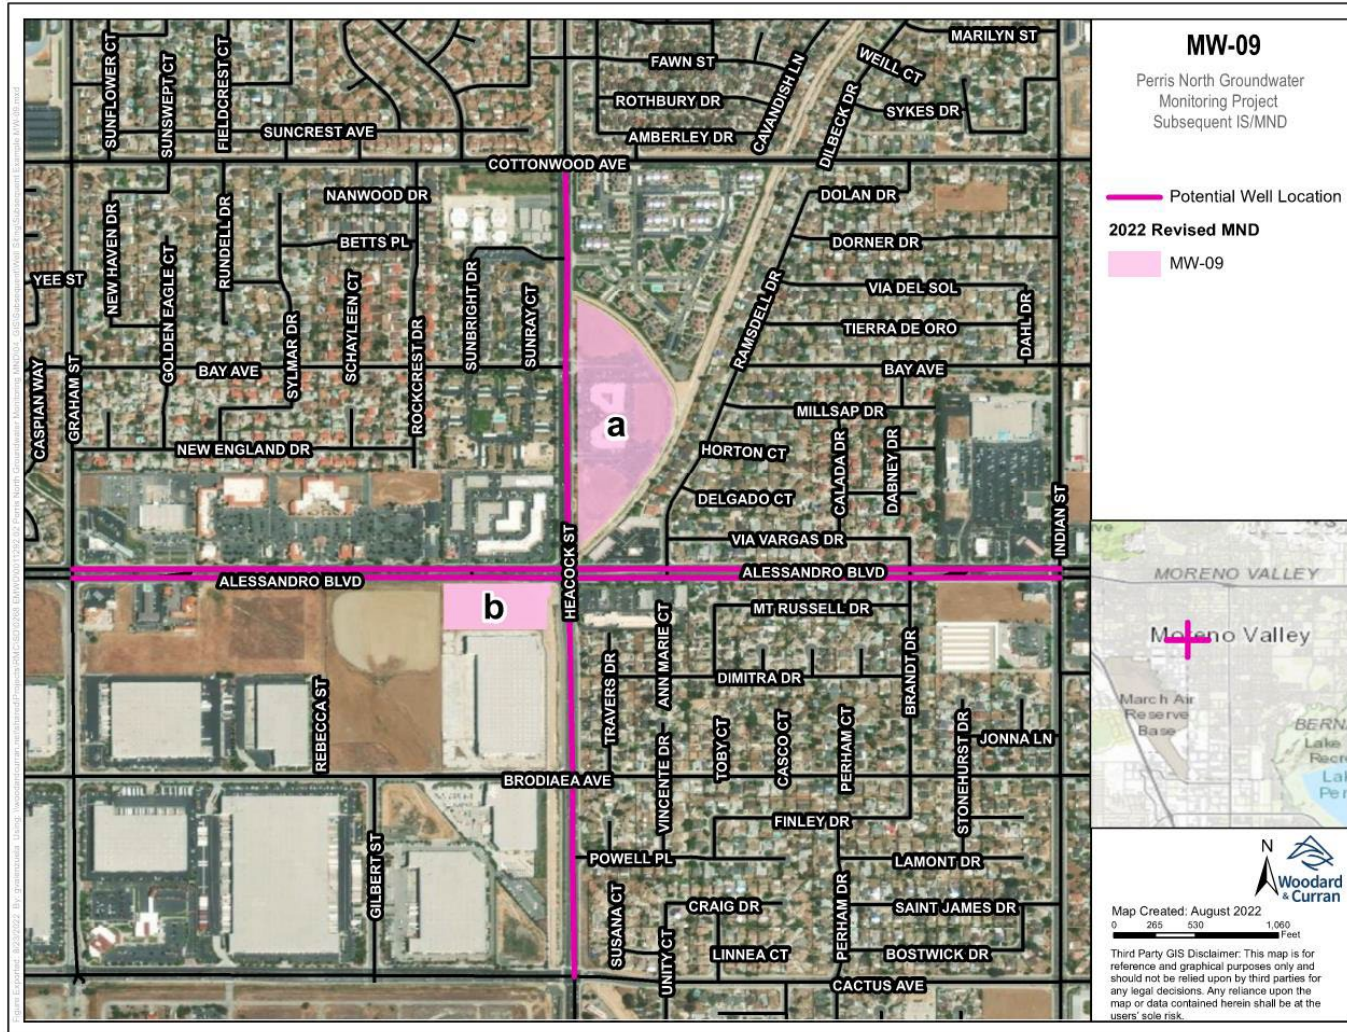 MW-09
Perris North Groundwater
Monitoring Project
Subsequent IS/MND
Potential Well Location
2022 Revised MND
MW-09
SUNFLOWER CT
SUNSWEPT CT
FIELDCREST CT
SUNCREST AVE
FAWN ST
ROTHBURY DR
AMBERLEY DR
CAVANDISH LN
DILBECK DR
WEILL CT
SYKES DR
MARILYN ST
COTTONWOOD AVE
NANWOOD DR
BETTS PL
NEW HAVEN DR
GOLDEN EAGLE CT
RUNDELL DR
SYLMAR DR
SCHAYLEEN CT
ROCKCREST DR
SUNBRIGHT DR
SUNRAY CT
YEE ST
CASPIAN WAY
GRAHAM ST
BAY AVE
NEW ENGLAND DR
DOLAN DR
DORNER DR
RAMSDELL DR
VIA DEL SOL
TIERRA DE ORO
DAHL DR
BAY AVE
MILLSAP DR
HORTON CT
CALADA DR
DABNEY DR
DELGADO CT
VIA VARGAS DR
INDIAN ST
a
HEACOCK ST
ALESSANDRO BLVD
ALESSANDRO BLVD
b
MT RUSSELL DR
ANN MARIE CT
TRAVERS DR
DIMITRA DR
BRANDT DR
REBECCA ST
TOBY CT
CASCO CT
PERHAM CT
STONEHURST DR
JONNA LN
BRODIAEA AVE
VINCENTE DR
FINLEY DR
GILBERT ST
POWELL PL
LAMONT DR
SUSANA CT
UNITY CT
CRAIG DR
PERHAM DR
SAINT JAMES DR
LINNEA CT
BOSTWICK DR
CACTUS AVE
MORENO VALLEY
Moreno Valley
March Air
Reserve
Base
N
Woodard
& Curran
Map Created: August 2022
0 265 530 1,060
Feet
Third Party GIS Disclaimer: This map is for
reference and graphical purposes only and
should not be relied upon by third parties for
any legal decisions. Any reliance upon the
map or data contained herein shall be at the
users' sole risk.